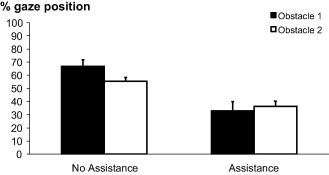 % gaze position
Obstacle 1
Obstacle 2
100
90
80
70
60
50
40
30
20
10
0
No Assistance
Assistance